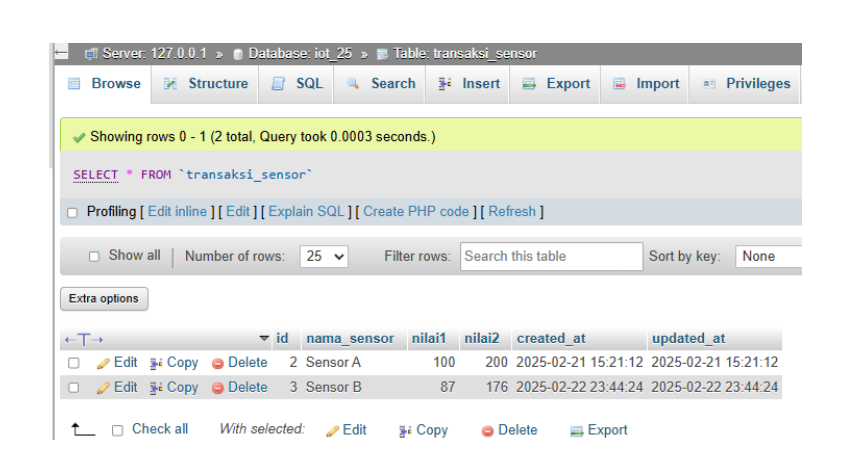 Server: 127.0.0.1 » Database: iot_25 » Table: transaksi_sensor
Browse Structure SQL Search Insert Export Import Privileges
Showing rows 0 - 1 (2 total, Query took 0.0003 seconds.)
SELECT * FROM `transaksi_sensor`
Profiling [ Edit inline ] [ Edit ] [ Explain SQL ] [ Create PHP code ] [ Refresh ]
Show all | Number of rows: 25 Filter rows: Search this table Sort by key: None
Extra options
←T→ id nama_sensor nilai1 nilai2 created_at updated_at
Edit Copy Delete 2 Sensor A 100 200 2025-02-21 15:21:12 2025-02-21 15:21:12
Edit Copy Delete 3 Sensor B 87 176 2025-02-22 23:44:24 2025-02-22 23:44:24
Check all With selected: Edit Copy Delete Export